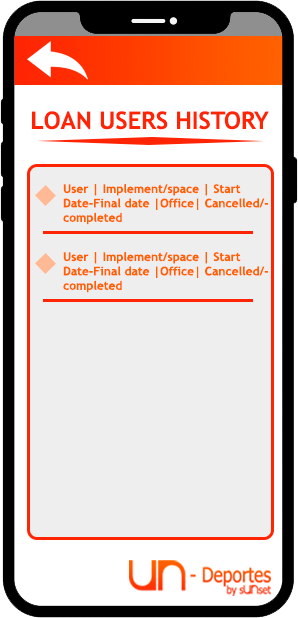 LOAN USERS HISTORY
User | Implement/space | Start
Date-Final date |Office| Cancelled/-
completed
User | Implement/space | Start
Date-Final date |Office| Cancelled/-
completed
un - Deportes
by sunset